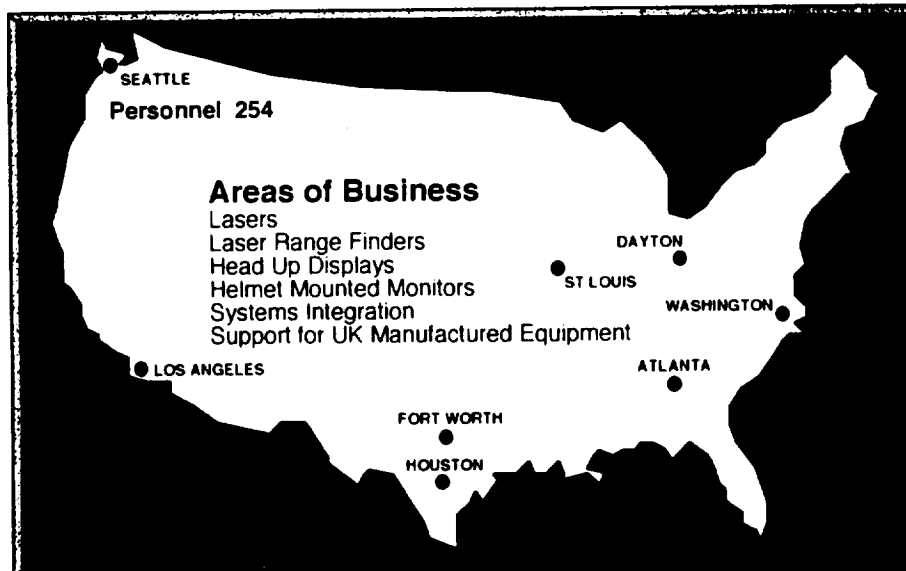 SEATTLE
Personnel 254
Areas of Business
Lasers
Laser Range Finders
Head Up Displays
Helmet Mounted Monitors
Systems Integration
Support for UK Manufactured Equipment
DAYTON
ST LOUIS
WASHINGTON
LOS ANGELES
ATLANTA
FORT WORTH
HOUSTON